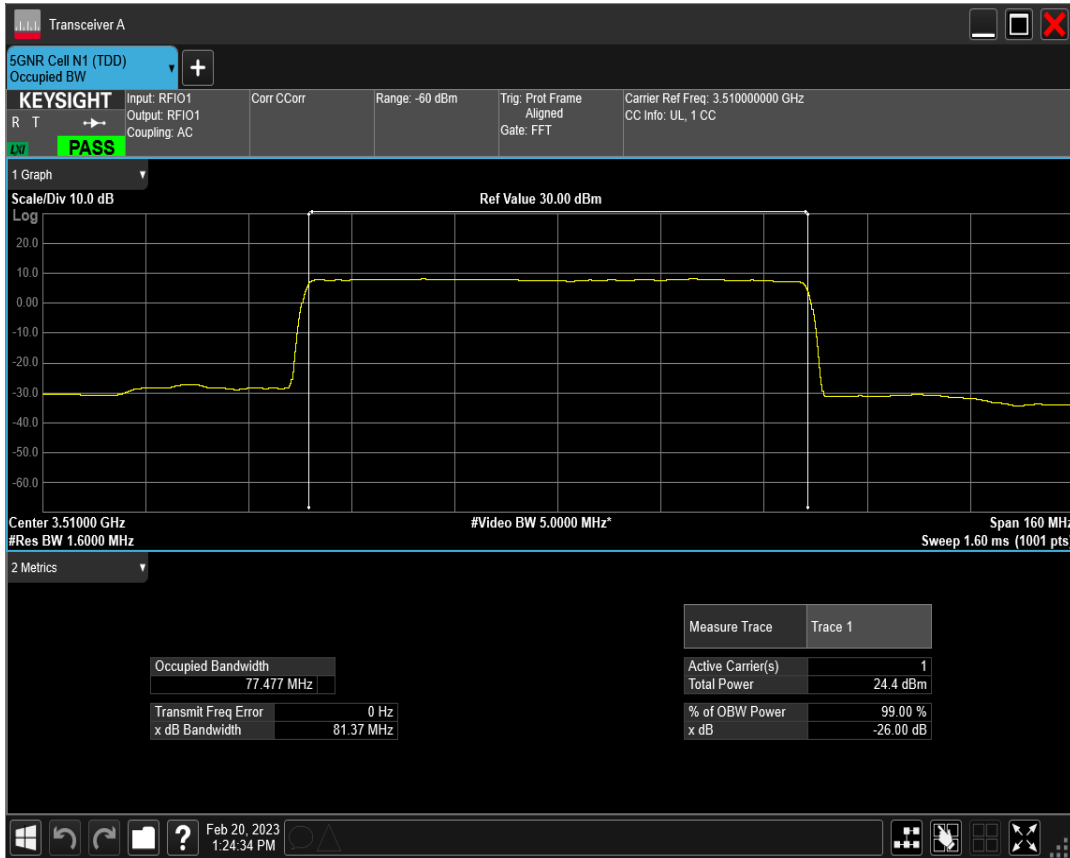 Transceiver A
5GNR Cell N1 (TDD)
Occupied BW
+
KEYSIGHT
R T
LXI
PASS
Input: RFIO1
Output: RFIO1
Coupling: AC
Corr CCorr
Range: -60 dBm
Trig: Prot Frame
Aligned
Gate: FFT
Carrier Ref Freq: 3.510000000 GHz
CC Info: UL, 1 CC
1 Graph
Scale/Div 10.0 dB
Ref Value 30.00 dBm
Log
20.0
10.0
0.00
-10.0
-20.0
-30.0
-40.0
-50.0
-60.0
Center 3.51000 GHz
#Video BW 5.0000 MHz*
Span 160 MHz
#Res BW 1.6000 MHz
Sweep 1.60 ms (1001 pts)
2 Metrics
Measure Trace Trace 1
Occupied Bandwidth
77.477 MHz
Active Carrier(s) 1
Total Power 24.4 dBm
Transmit Freq Error 0 Hz
x dB Bandwidth 81.37 MHz
% of OBW Power 99.00 %
x dB -26.00 dB
?
Feb 20, 2023
1:24:34 PM